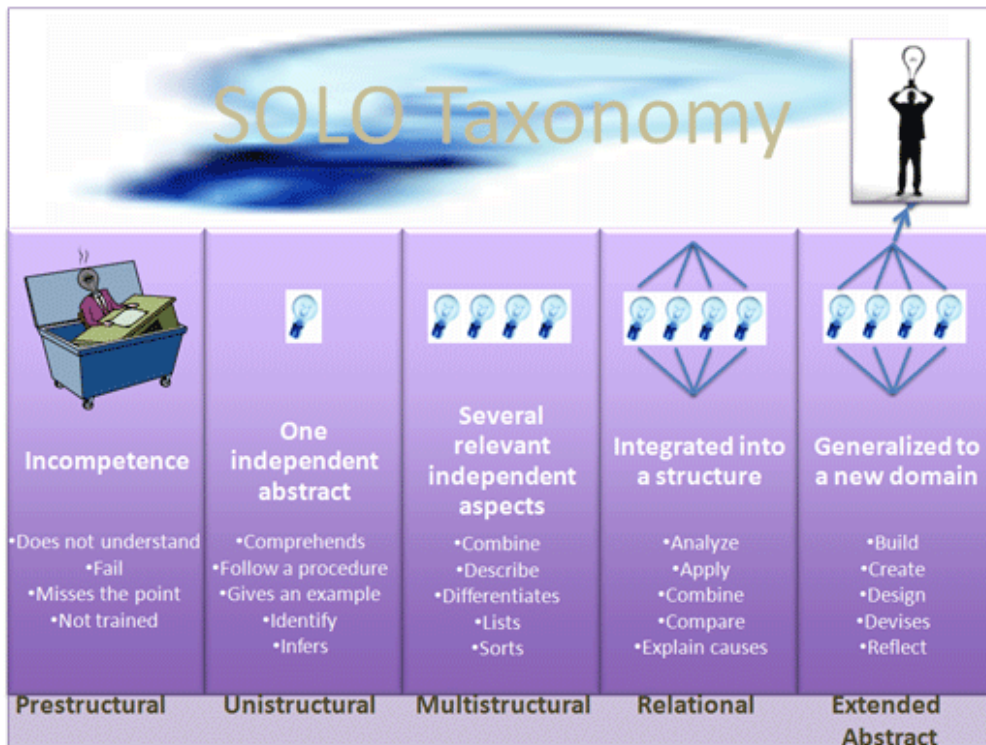 SOLO Taxonomy
Incompetence
•Does not understand
•Fail
•Misses the point
•Not trained
Prestructural
One
independent
abstract
•Comprehends
•Follow a procedure
•Gives an example
•Identify
•Infers
Unistructural
Several
relevant
independent
aspects
•Combine
•Describe
•Differentiates
•Lists
•Sorts
Multistructural
Integrated into
a structure
•Analyze
•Apply
•Combine
•Compare
•Explain causes
Relational
Generalized to
a new domain
•Build
•Create
•Design
•Devises
•Reflect
Extended
Abstract